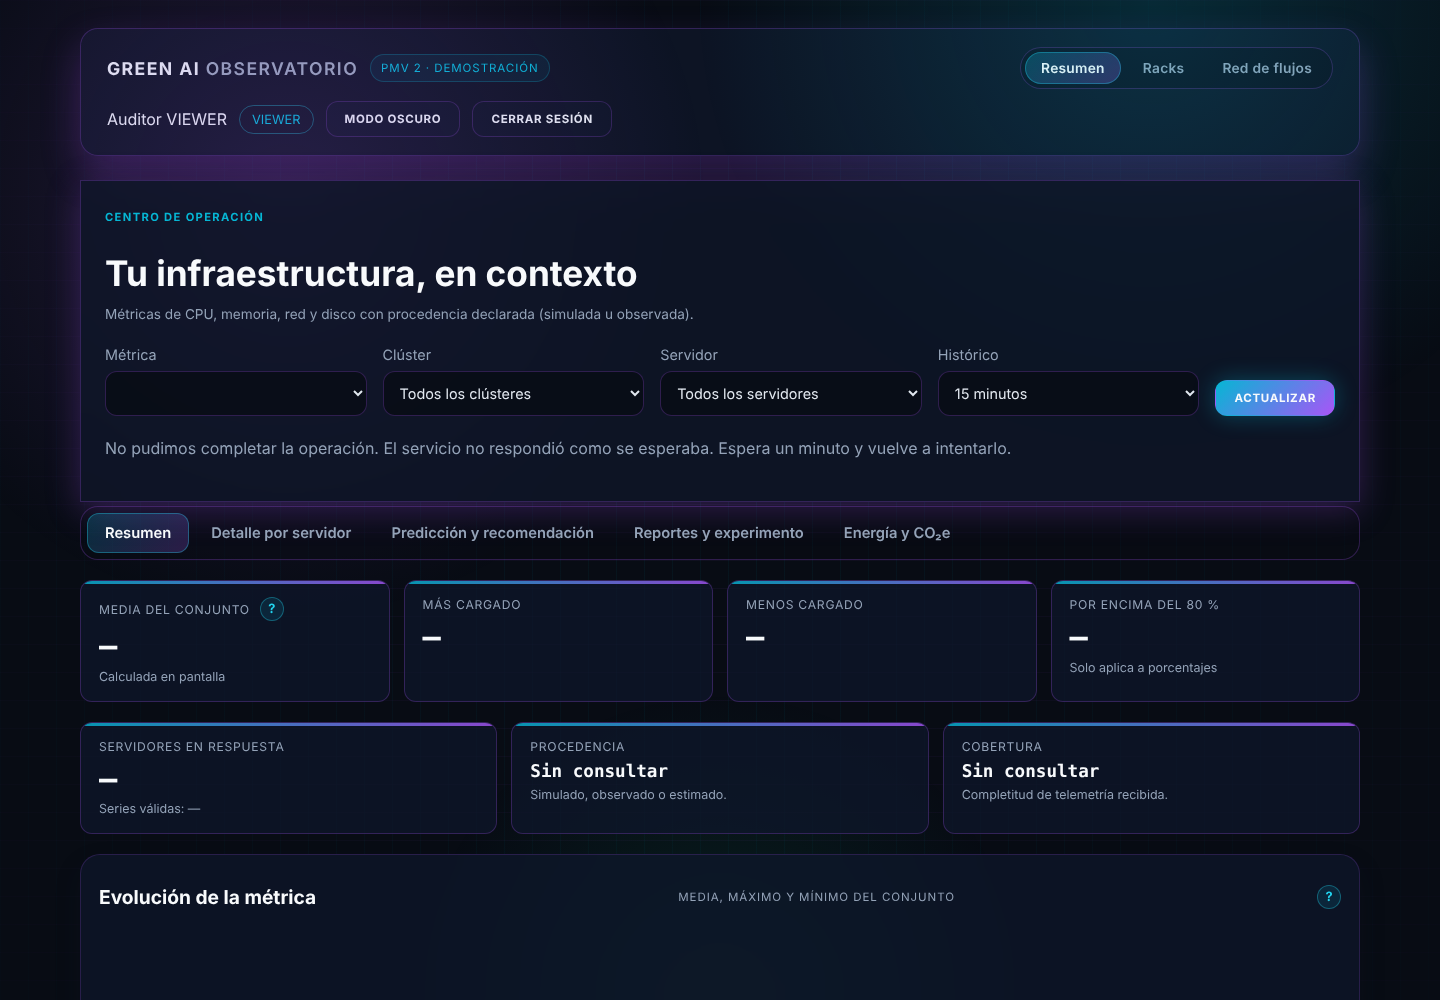 GREEN AI OBSERVATORIO
PMV 2 · DEMOSTRACIÓN
Resumen
Racks
Red de flujos
Auditor VIEWER
VIEWER
MODO OSCURO
CERRAR SESIÓN
CENTRO DE OPERACIÓN
Tu infraestructura, en contexto
Métricas de CPU, memoria, red y disco con procedencia declarada (simulada u observada).
Métrica
Clúster
Servidor
Histórico
Todos los clústeres
Todos los servidores
15 minutos
ACTUALIZAR
No pudimos completar la operación. El servicio no respondió como se esperaba. Espera un minuto y vuelve a intentarlo.
Resumen
Detalle por servidor
Predicción y recomendación
Reportes y experimento
Energía y CO₂e
MEDIA DEL CONJUNTO ?
—
Calculada en pantalla
MÁS CARGADO
—
MENOS CARGADO
—
POR ENCIMA DEL 80 %
—
Solo aplica a porcentajes
SERVIDORES EN RESPUESTA
—
Series válidas: —
PROCEDENCIA
Sin consultar
Simulado, observado o estimado.
COBERTURA
Sin consultar
Completitud de telemetría recibida.
Evolución de la métrica
MEDIA, MÁXIMO Y MÍNIMO DEL CONJUNTO
?